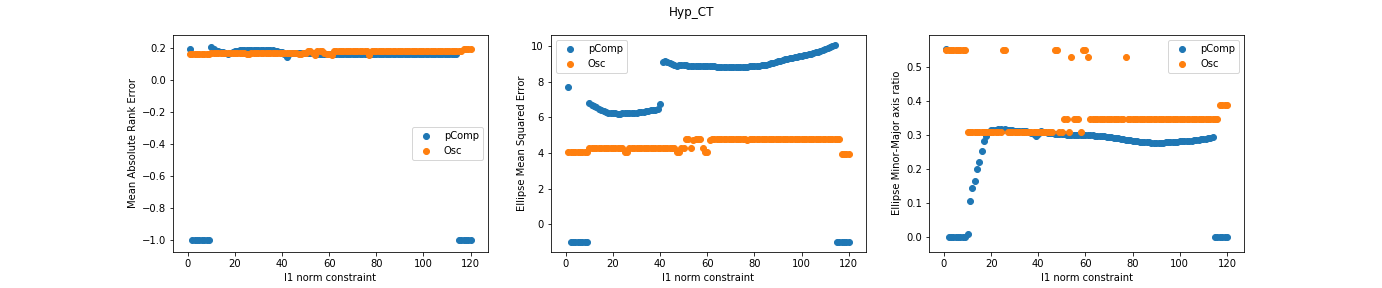 Hyp_CT
Mean Absolute Rank Error
0.2
0.0
−0.2
−0.4
−0.6
−0.8
−1.0
0 20 40 60 80 100 120
l1 norm constraint
pComp
Osc
Ellipse Mean Squared Error
10
8
6
4
2
0
0 20 40 60 80 100 120
l1 norm constraint
pComp
Osc
Ellipse Minor-Major axis ratio
0.5
0.4
0.3
0.2
0.1
0.0
0 20 40 60 80 100 120
l1 norm constraint
pComp
Osc